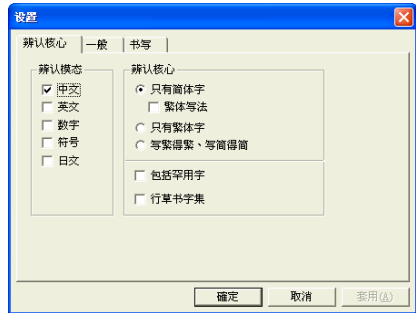 设置
辨认核心 一般 书写
辨认模态
中文
英文
数字
符号
日文
辨认核心
只有简体字
繁体写法
只有繁体字
写繁得繁、写简得简
包括罕用字
行草书字集
確定 取消 套用(A)